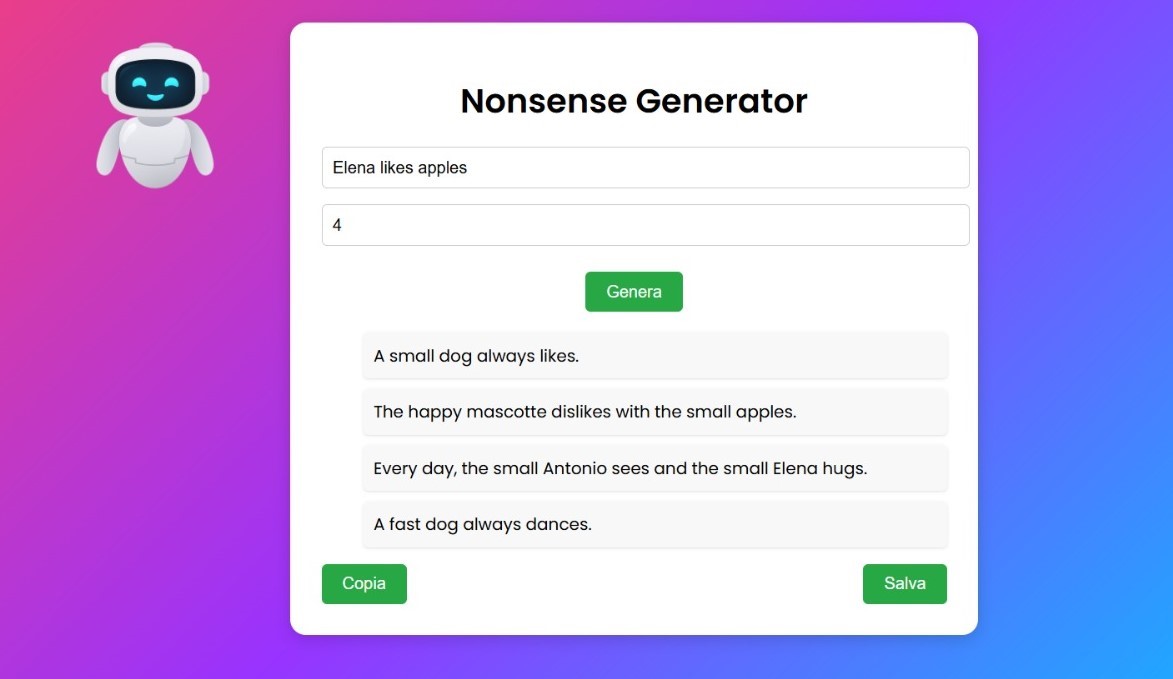 Nonsense Generator
Elena likes apples
4
Genera
A small dog always likes.
The happy mascotte dislikes with the small apples.
Every day, the small Antonio sees and the small Elena hugs.
A fast dog always dances.
Copia
Salva